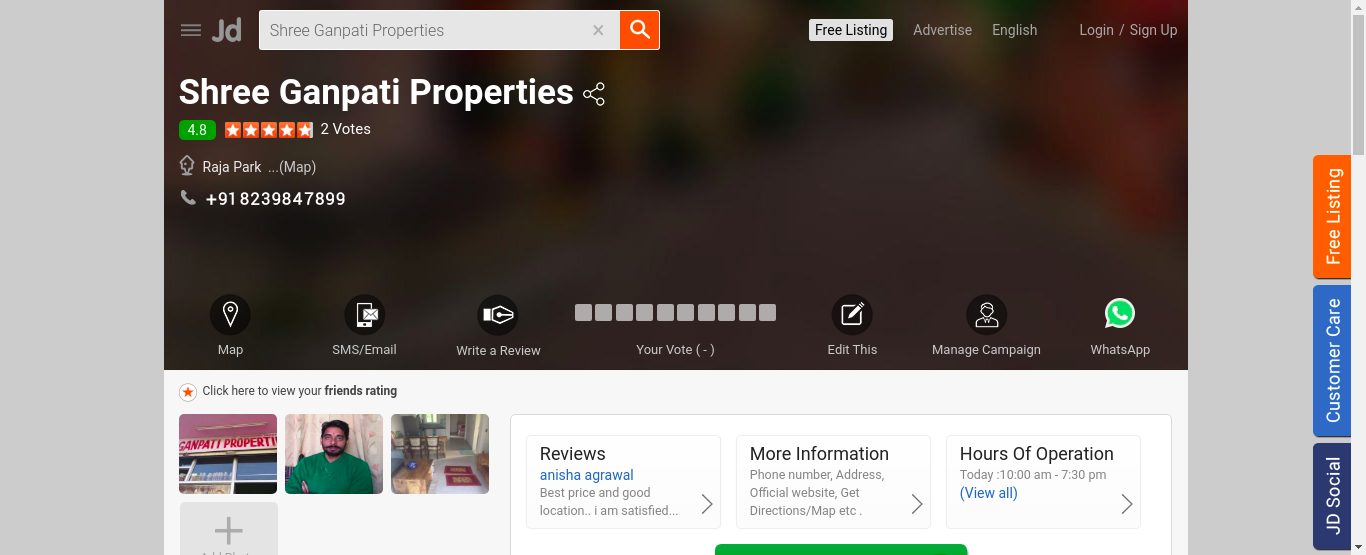 Jd
Shree Ganpati Properties
Free Listing
Advertise
English
Login / Sign Up
Shree Ganpati Properties
4.8
2 Votes
Raja Park ...(Map)
+918239847899
Map
SMS/Email
Write a Review
Your Vote ( - )
Edit This
Manage Campaign
WhatsApp
Click here to view your friends rating
GANPATI PROPERTI
Reviews
anisha agrawal
Best price and good
location.. i am satisfied...
More Information
Phone number, Address,
Official website, Get
Directions/Map etc .
Hours Of Operation
Today :10:00 am - 7:30 pm
(View all)
Free Listing
Customer Care
JD Social